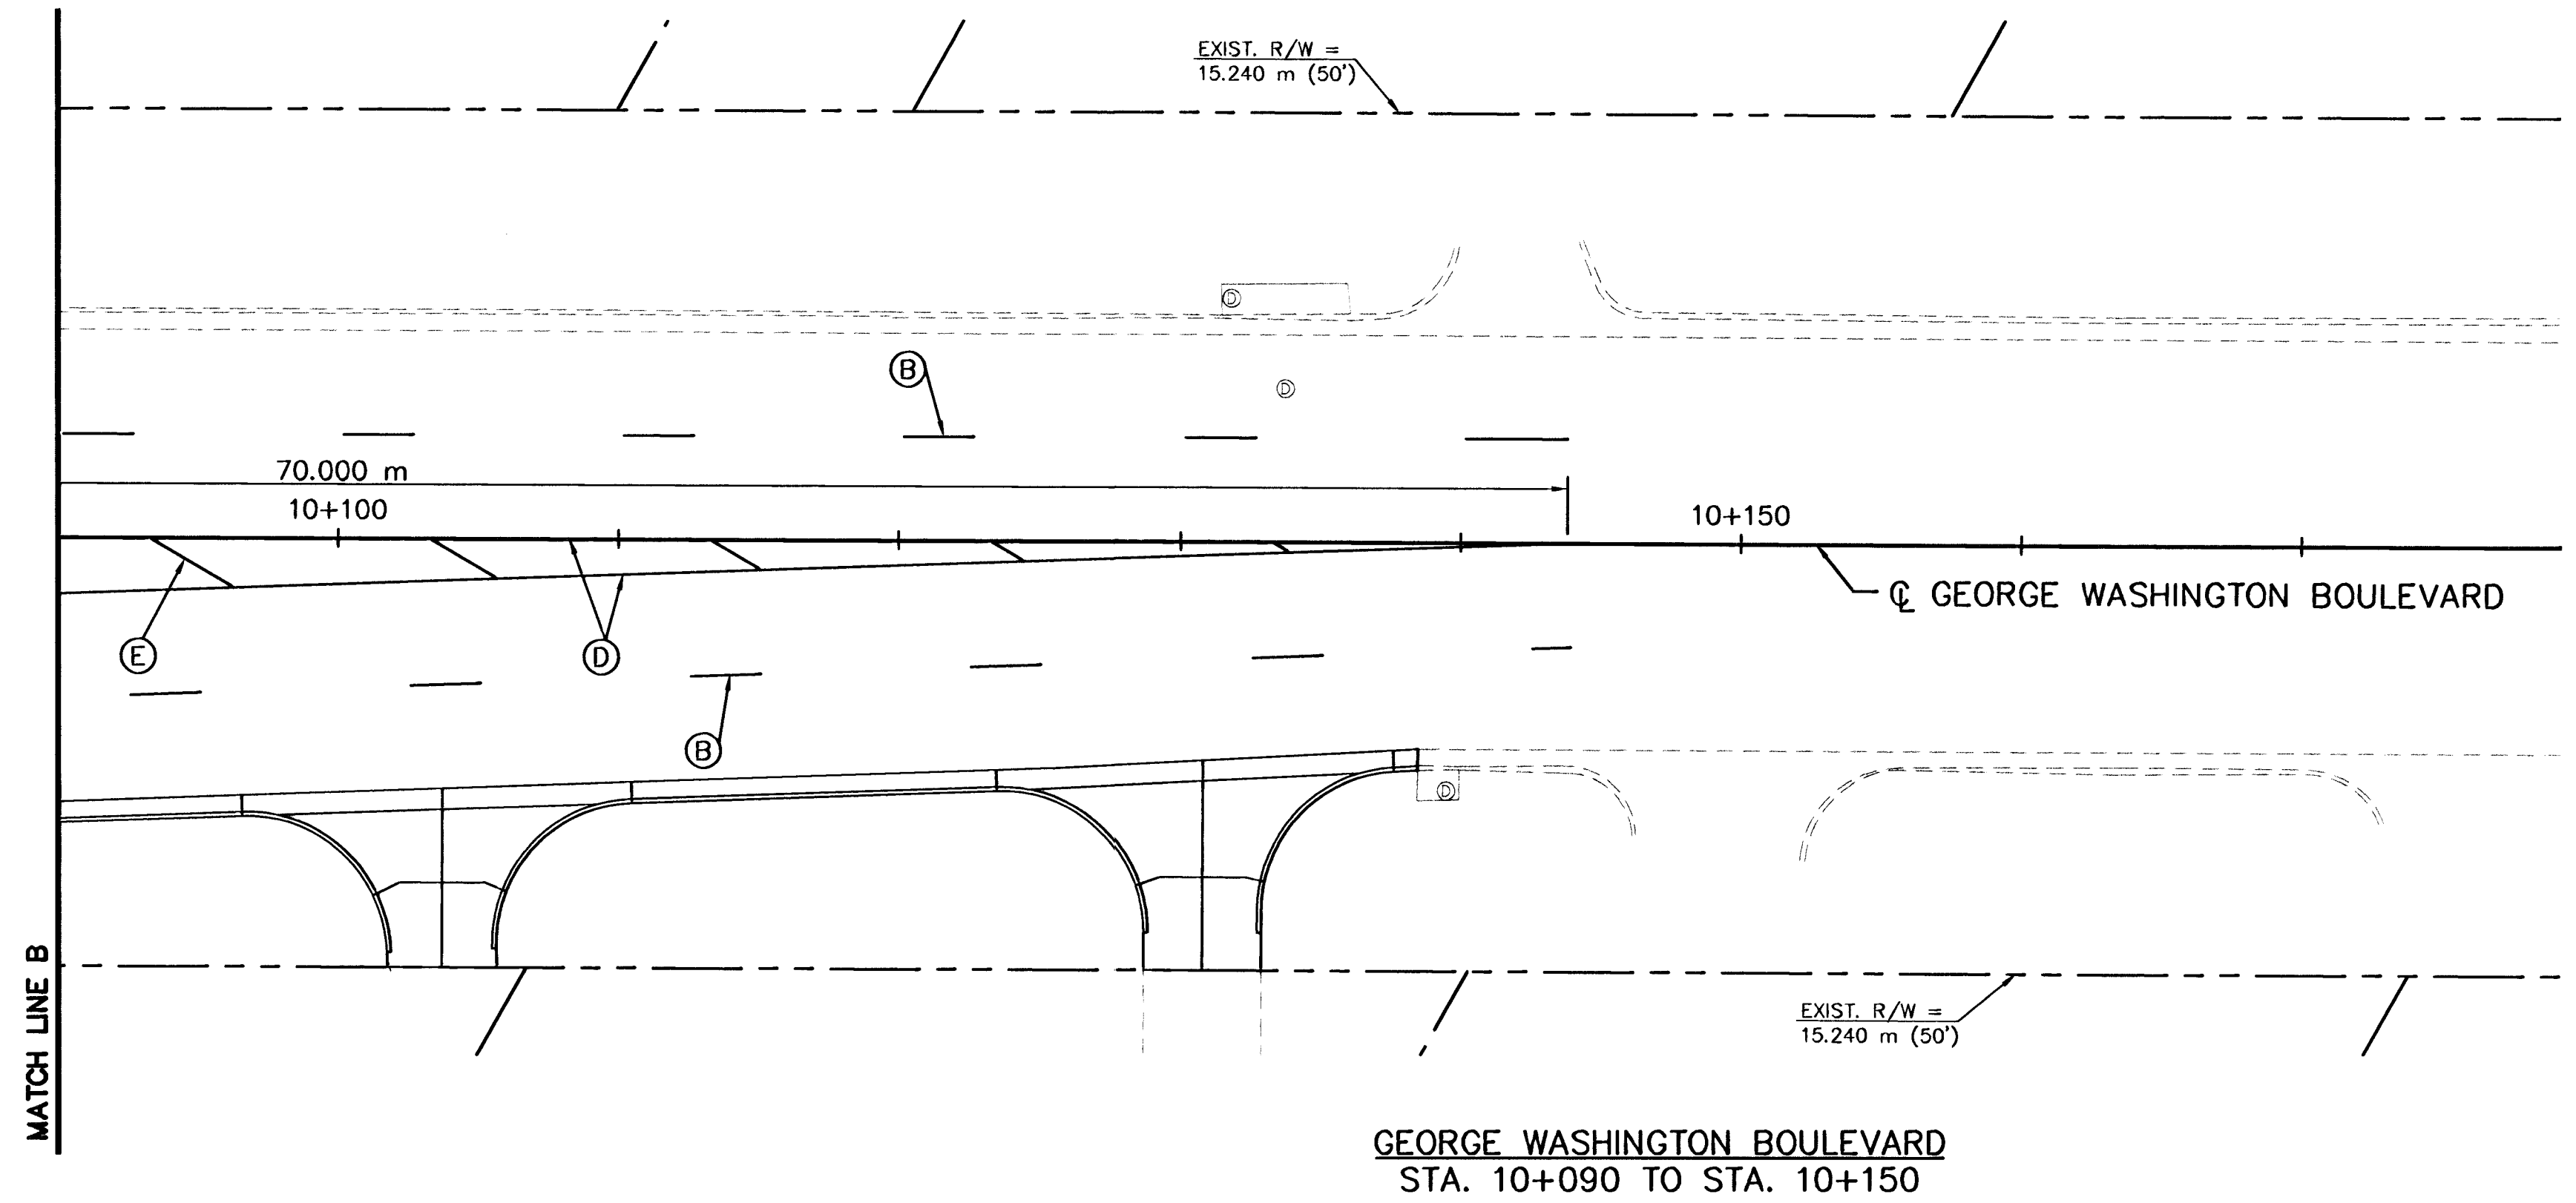 EXIST. R/W =
15.240 m (50')
D
B
D
70.000 m
10+100
10+150
℄ GEORGE WASHINGTON BOULEVARD
E
D
B
D
EXIST. R/W =
15.240 m (50')
MATCH LINE B
GEORGE WASHINGTON BOULEVARD
STA. 10+090 TO STA. 10+150